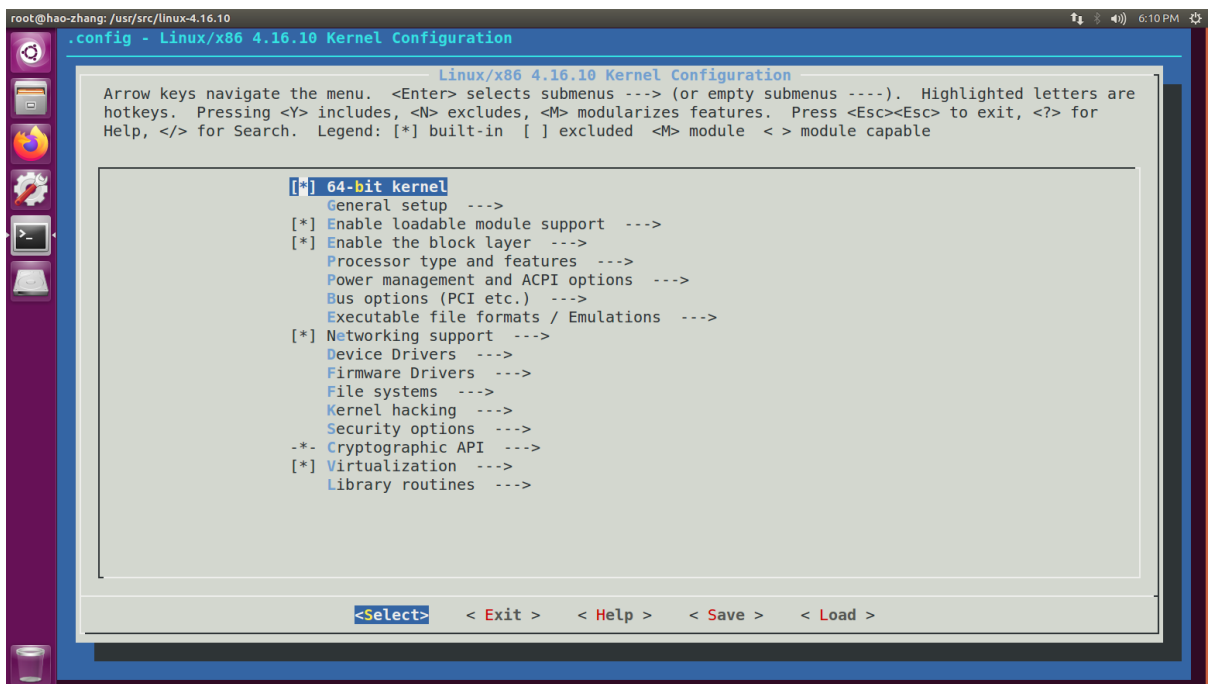 root@hao-zhang: /usr/src/linux-4.16.10 6:10 PM
.config - Linux/x86 4.16.10 Kernel Configuration
Linux/x86 4.16.10 Kernel Configuration
Arrow keys navigate the menu.  <Enter> selects submenus ---> (or empty submenus ----).  Highlighted letters are
hotkeys.  Pressing <Y> includes, <N> excludes, <M> modularizes features.  Press <Esc><Esc> to exit, <?> for
Help, </> for Search.  Legend: [*] built-in  [ ] excluded  <M> module  < > module capable
[*] 64-bit kernel
General setup  --->
[*] Enable loadable module support  --->
[*] Enable the block layer  --->
Processor type and features  --->
Power management and ACPI options  --->
Bus options (PCI etc.)  --->
Executable file formats / Emulations  --->
[*] Networking support  --->
Device Drivers  --->
Firmware Drivers  --->
File systems  --->
Kernel hacking  --->
Security options  --->
-*- Cryptographic API  --->
[*] Virtualization  --->
Library routines  --->
<Select>    < Exit >    < Help >    < Save >    < Load >